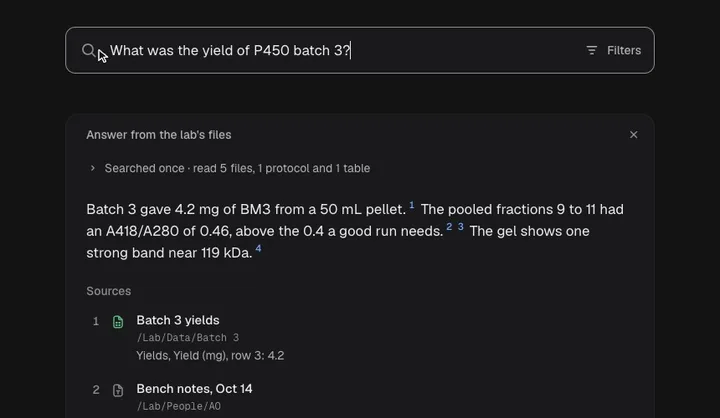 What was the yield of P450 batch 3?
Filters
Answer from the lab's files
Searched once · read 5 files, 1 protocol and 1 table
Batch 3 gave 4.2 mg of BM3 from a 50 mL pellet. 1 The pooled fractions 9 to 11 had
an A418/A280 of 0.46, above the 0.4 a good run needs. 2 3 The gel shows one
strong band near 119 kDa. 4
Sources
1 Batch 3 yields
/Lab/Data/Batch 3
Yields, Yield (mg), row 3: 4.2
2 Bench notes, Oct 14
/Lab/People/AO